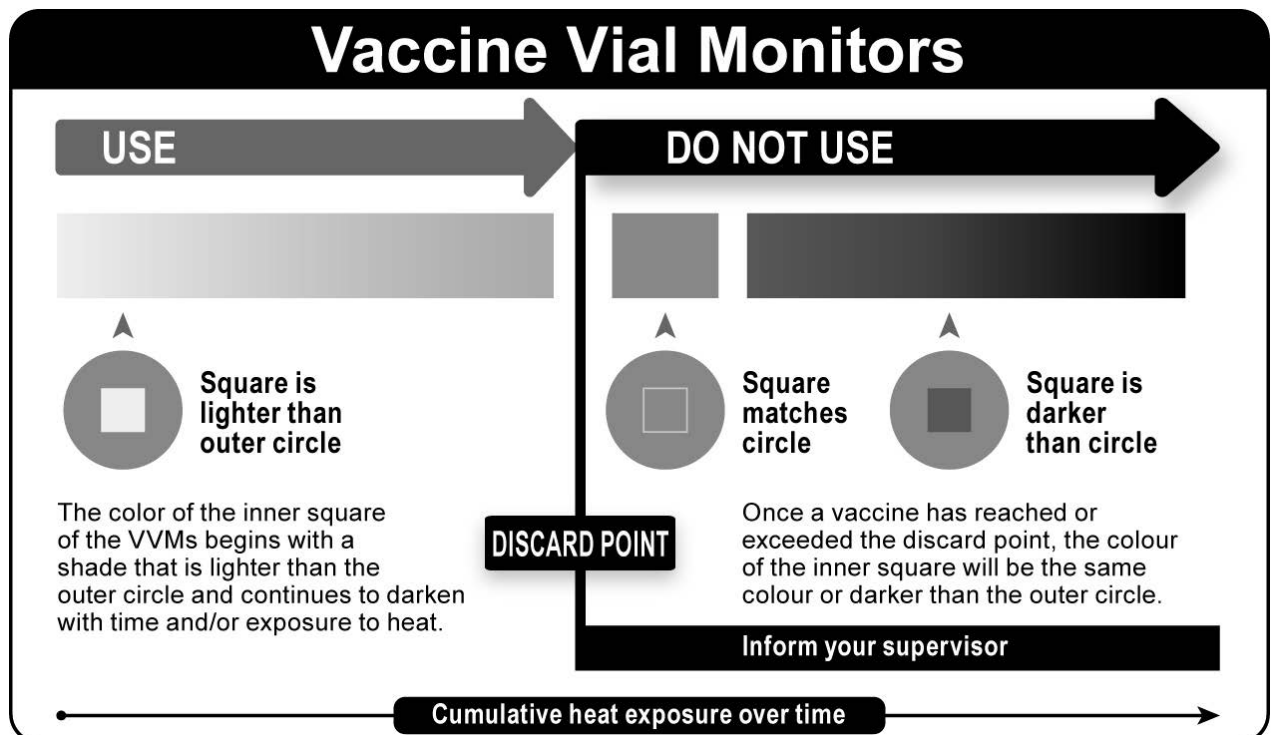 Vaccine Vial Monitors
USE
DO NOT USE
Square is
lighter than
outer circle
Square
matches
circle
Square is
darker
than circle
The color of the inner square
of the VVMs begins with a
shade that is lighter than the
outer circle and continues to darken
with time and/or exposure to heat.
DISCARD POINT
Once a vaccine has reached or
exceeded the discard point, the colour
of the inner square will be the same
colour or darker than the outer circle.
Inform your supervisor
Cumulative heat exposure over time